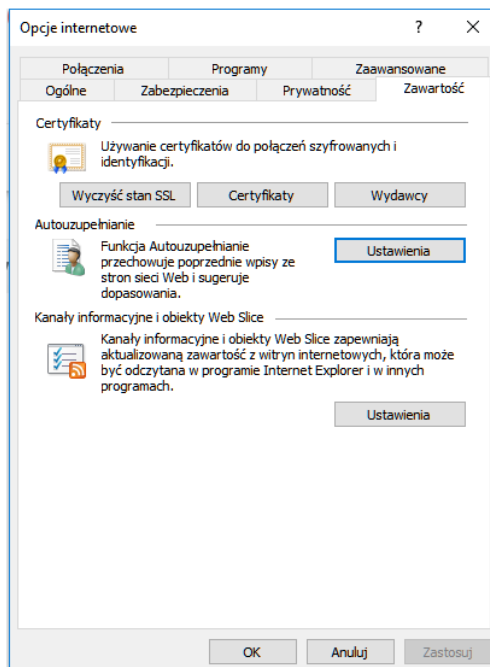 Opcje internetowe
?
Połączenia Programy Zaawansowane
Ogólne Zabezpieczenia Prywatność Zawartość
Certyfikaty
Używanie certyfikatów do połączeń szyfrowanych i
identyfikacji.
Wyczyść stan SSL Certyfikaty Wydawcy
Autouzupełnianie
Funkcja Autouzupełnianie
przechowuje poprzednie wpisy ze
stron sieci Web i sugeruje
dopasowania.
Ustawienia
Kanały informacyjne i obiekty Web Slice
Kanały informacyjne i obiekty Web Slice zapewniają
aktualizowaną zawartość z witryn internetowych, która może
być odczytana w programie Internet Explorer i w innych
programach.
Ustawienia
OK Anuluj Zastosuj